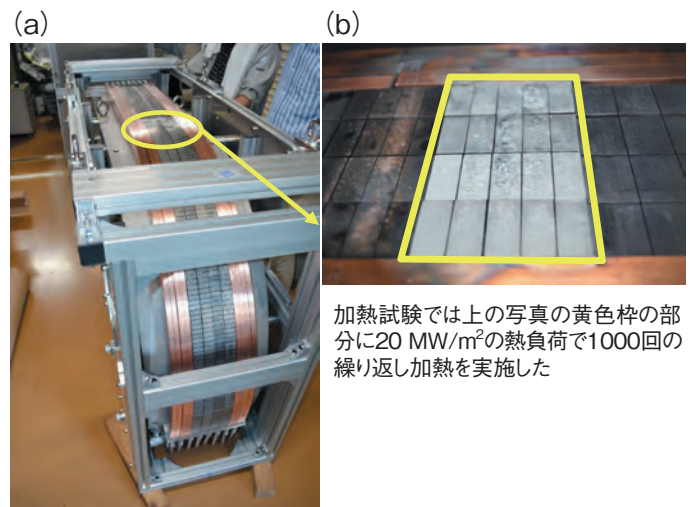 (a)
(b)
加熱試験では上の写真の黄色枠の部
分に20 MW/m²の熱負荷で1000回の
繰り返し加熱を実施した